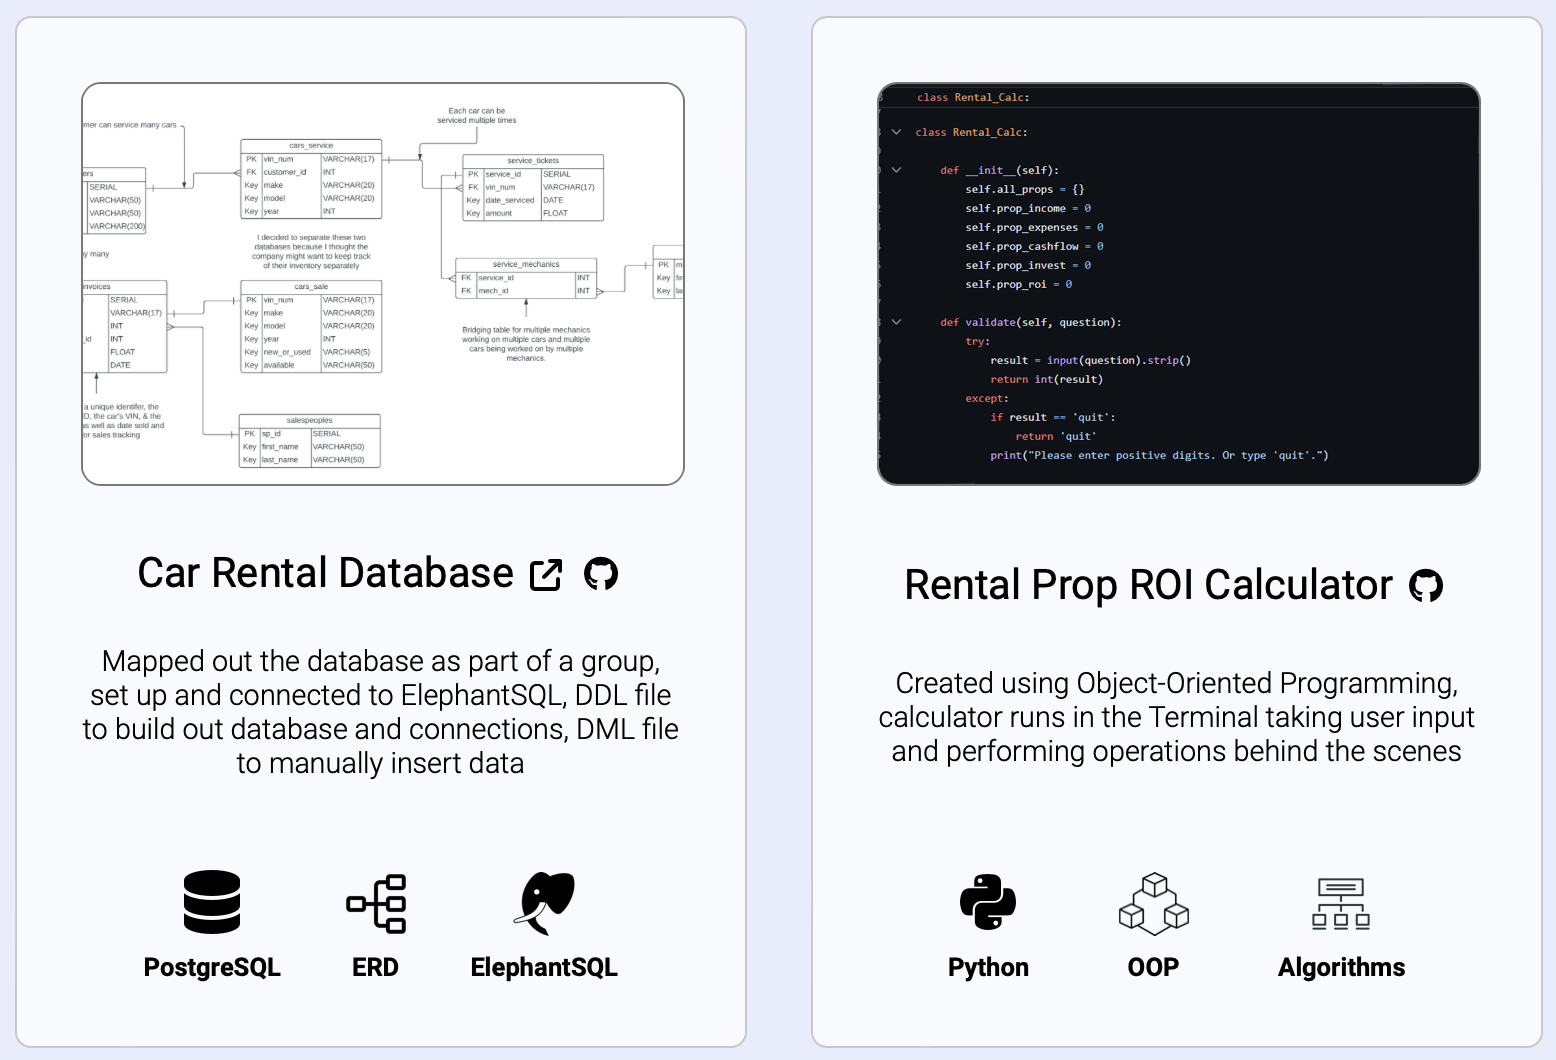 mer can service many cars
Each car can be
serviced multiple times
ers
SERIAL
VARCHAR(50)
VARCHAR(50)
VARCHAR(200)
cars_service
PK vin_num VARCHAR(17)
FK customer_id INT
Key make VARCHAR(20)
Key model VARCHAR(20)
Key year INT
service_tickets
PK service_id SERIAL
FK vin_num VARCHAR(17)
Key date_serviced DATE
Key amount FLOAT
y many
I decided to separate these two
databases because I thought the
company might want to keep track
of their inventory separately
service_mechanics
FK service_id INT
FK mech_id INT
PK m
Key fir
Key la
nvoices
SERIAL
VARCHAR(17)
INT
_id INT
FLOAT
DATE
cars_sale
PK vin_num VARCHAR(17)
Key make VARCHAR(20)
Key model VARCHAR(20)
Key year INT
Key new_or_used VARCHAR(5)
Key available VARCHAR(50)
Bridging table for multiple mechanics
working on multiple cars and multiple
cars being worked on by multiple
mechanics.
a unique identifer, the
D, the car's VIN, & the
as well as date sold and
or sales tracking
salespeoples
PK sp_id SERIAL
Key first_name VARCHAR(50)
Key last_name VARCHAR(50)
Car Rental Database
Mapped out the database as part of a group,
set up and connected to ElephantSQL, DDL file
to build out database and connections, DML file
to manually insert data
PostgreSQL
ERD
ElephantSQL
class Rental_Calc:
class Rental_Calc:
def __init__(self):
self.all_props = {}
self.prop_income = 0
self.prop_expenses = 0
self.prop_cashflow = 0
self.prop_invest = 0
self.prop_roi = 0
def validate(self, question):
try:
result = input(question).strip()
return int(result)
except:
if result == 'quit':
return 'quit'
print("Please enter positive digits. Or type 'quit'.")
Rental Prop ROI Calculator
Created using Object-Oriented Programming,
calculator runs in the Terminal taking user input
and performing operations behind the scenes
Python
OOP
Algorithms